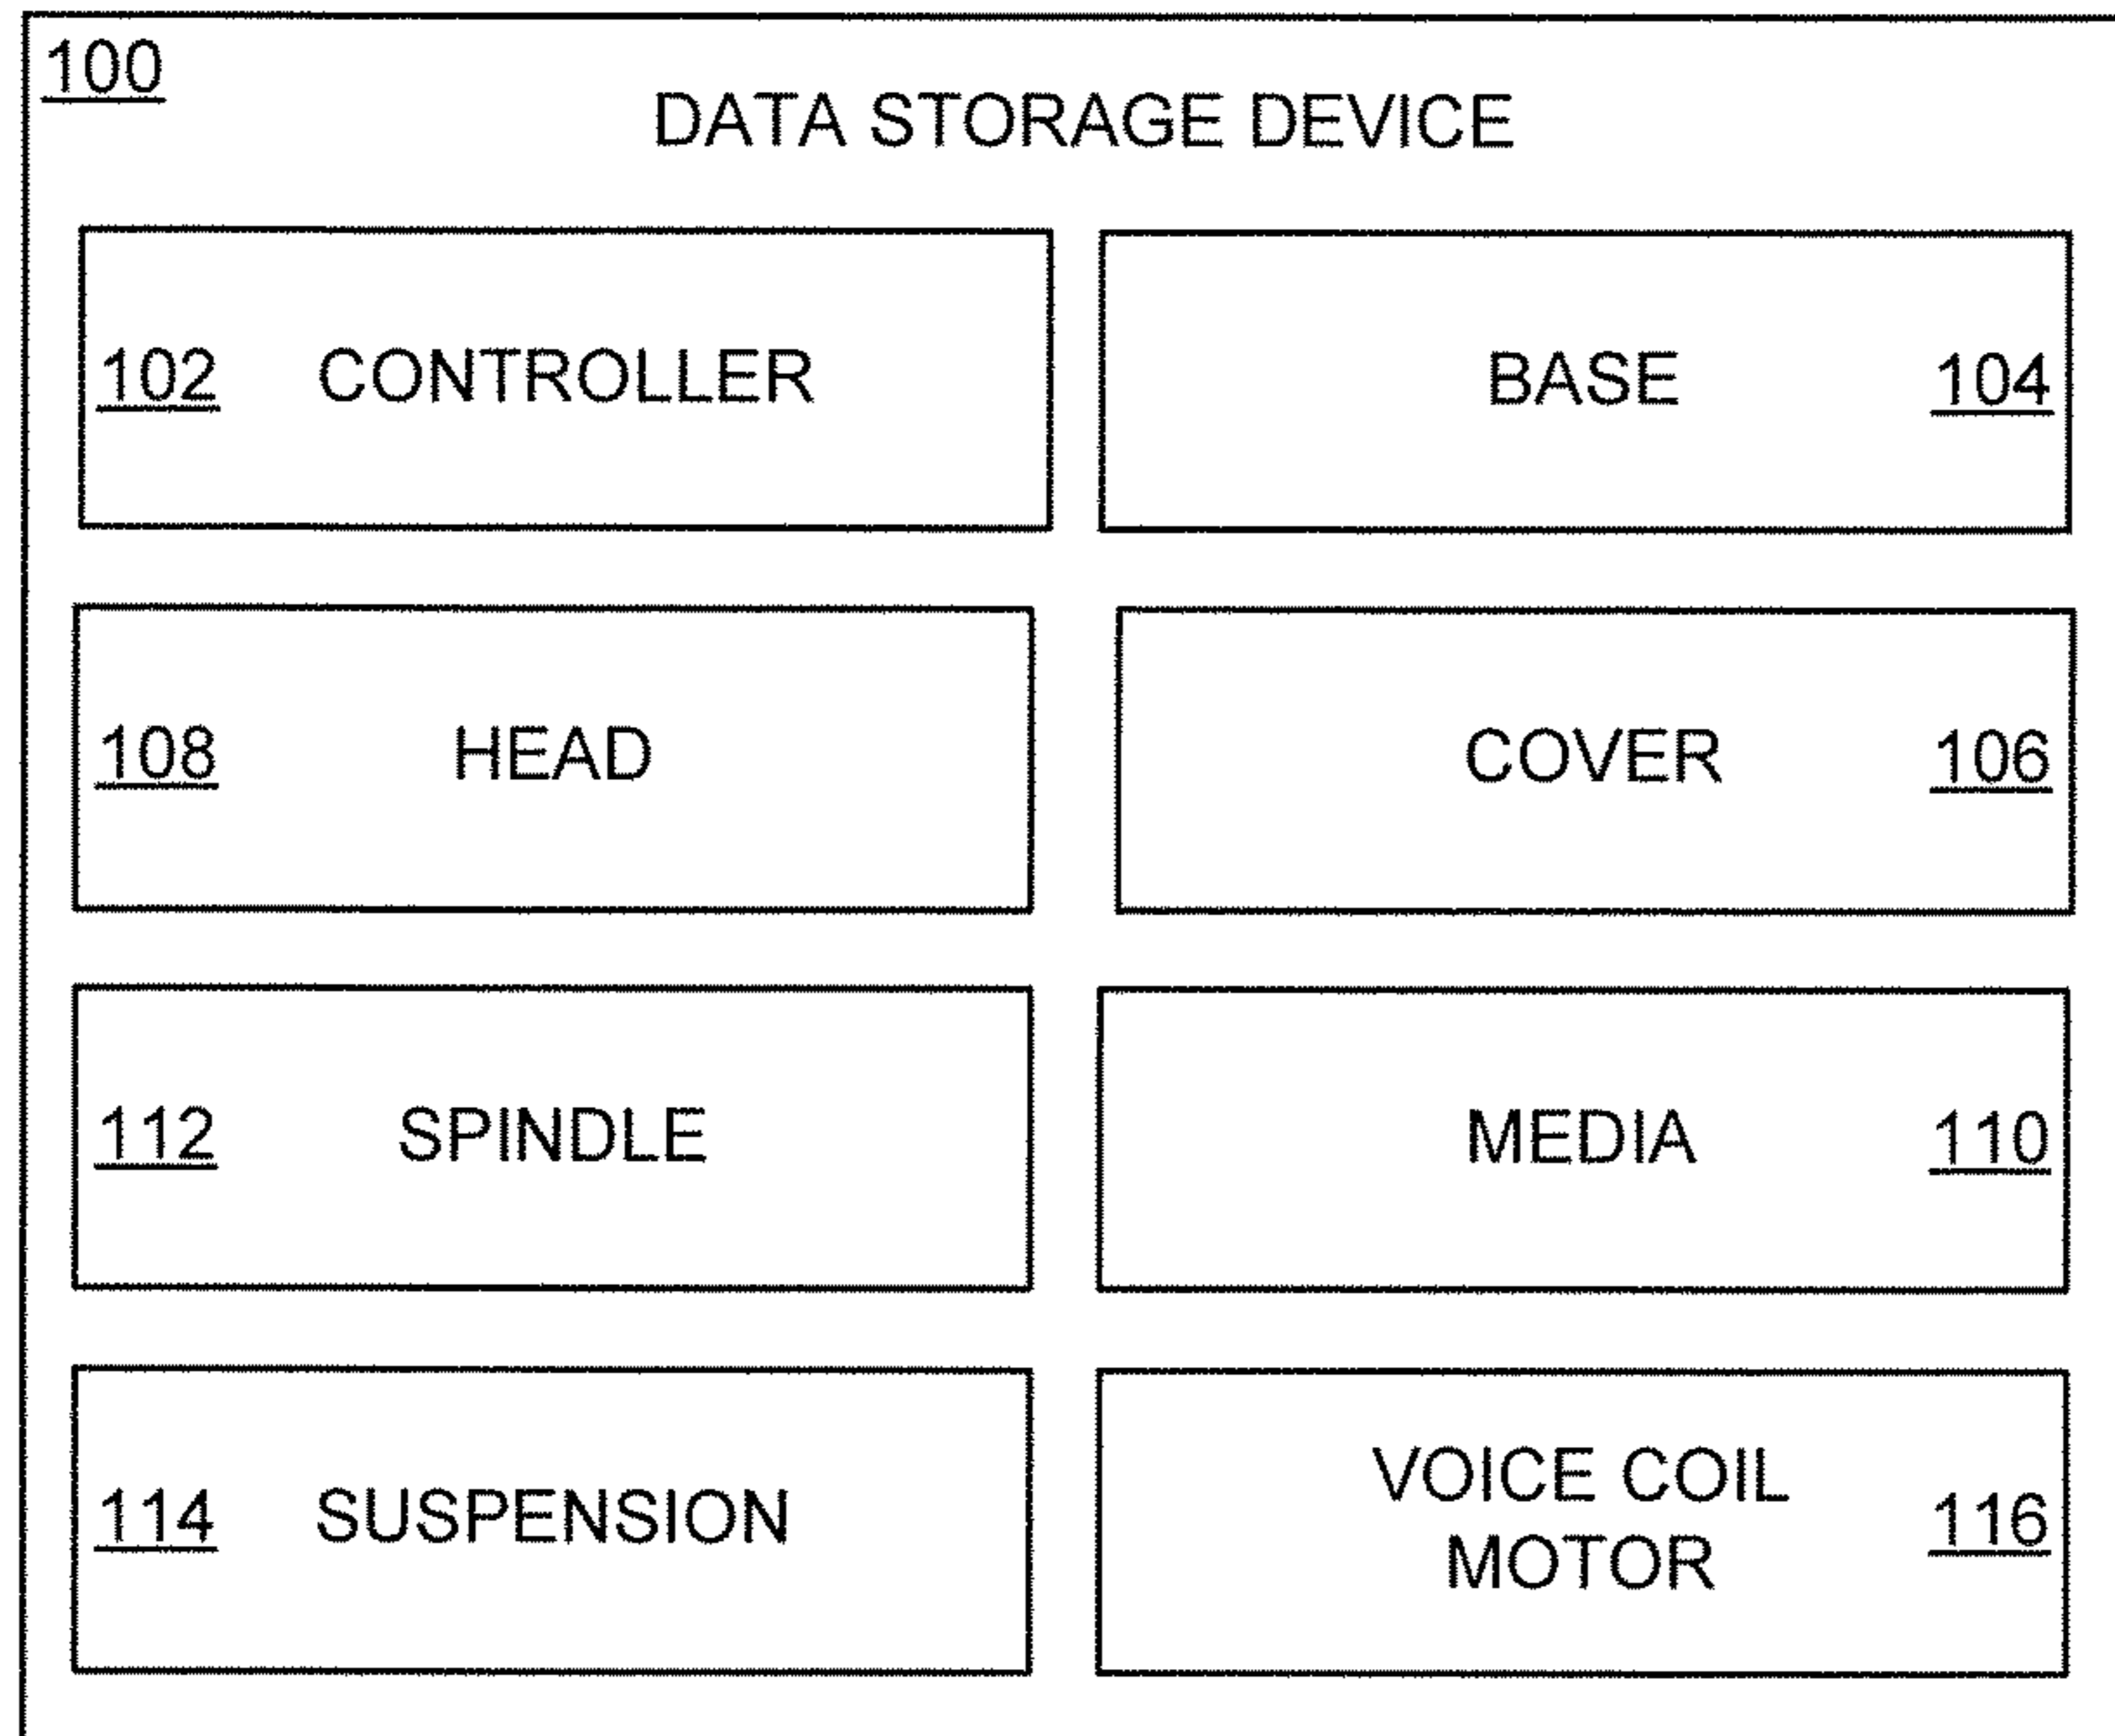 100
DATA STORAGE DEVICE
102 CONTROLLER
BASE 104
108 HEAD
COVER 106
112 SPINDLE
MEDIA 110
114 SUSPENSION
VOICE COIL
MOTOR
116